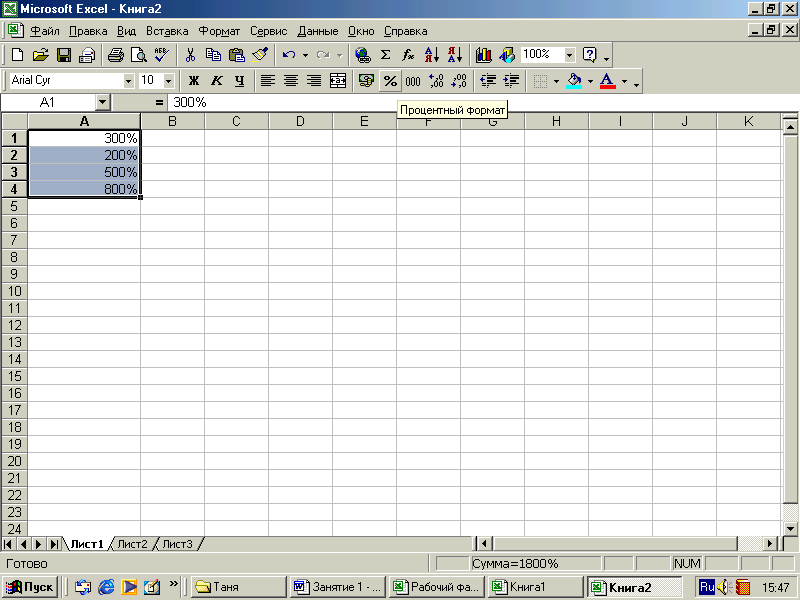 Microsoft Excel - Книга2
Файл Правка Вид Вставка Формат Сервис Данные Окно Справка
100%
Arial Cyr 10 Ж К Ч % 000
A1 = 300%
Процентный формат
A B C D E F G H I J K
1 300%
2 200%
3 500%
4 800%
5
6
7
8
9
10
11
12
13
14
15
16
17
18
19
20
21
22
23
24
Лист1 Лист2 Лист3
Готово Сумма=1800% NUM
Пуск Таня Занятие 1 - ... Рабочий фа... Книга1 Книга2 Ru 15:47